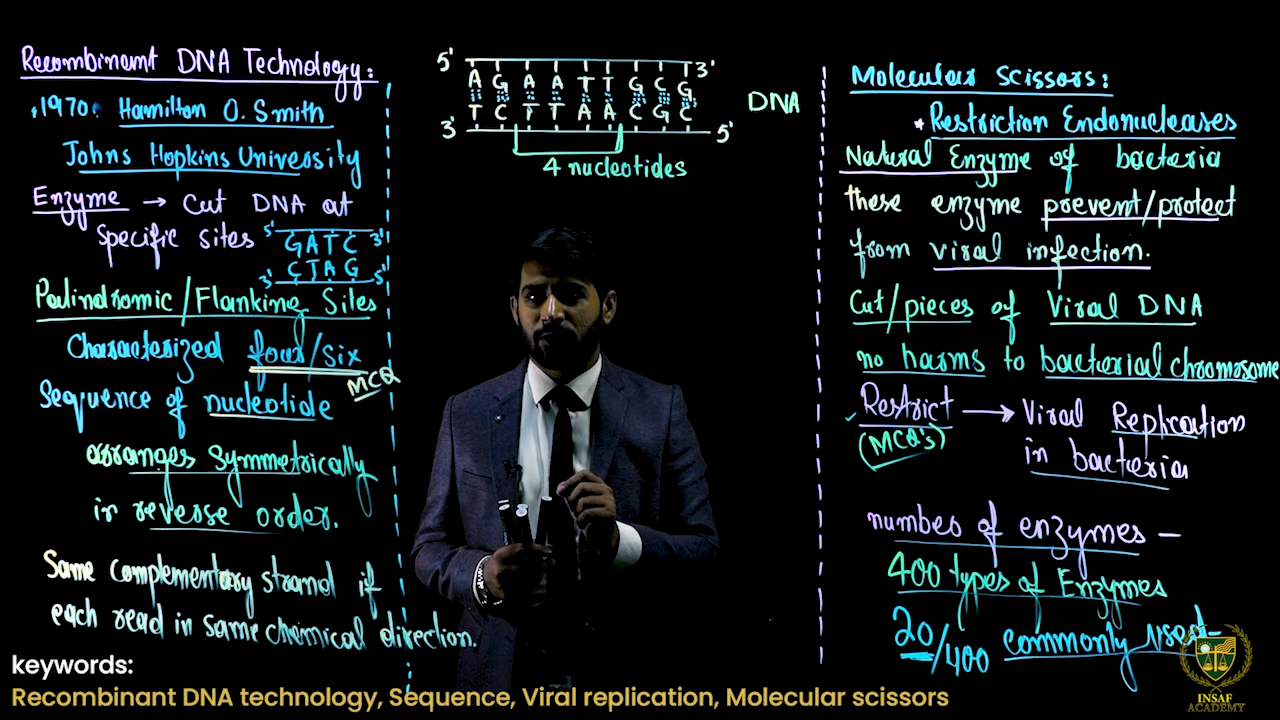 Recombinant DNA Technology:
1970: Hamilton O. Smith
Johns Hopkins University
Enzyme → Cut DNA at
Specific sites
5' GATC 3'
3' CTAG 5'
Palindromic/Flanking Sites
Characterized four/six
MCQ
Sequence of nucleotide
arranges symmetrically
in reverse order.
Same complementary strand if
each read in same chemical direction.
5' A G A A T T G C G 3'
T C T T A A C G C
3' 5'
DNA
4 nucleotides
Molecular Scissors:
*Restriction Endonucleases
Natural Enzyme of bacteria
these enzyme prevent/protect
from viral infection.
Cut/pieces of Viral DNA
no harms to bacterial chromosome
Restrict → Viral Replication
(MCQ's) in bacteria
numbes of enzymes –
400 types of Enzymes
20/400 commonly used
INSAF
ACADEMY
keywords:
Recombinant DNA technology, Sequence, Viral replication, Molecular scissors